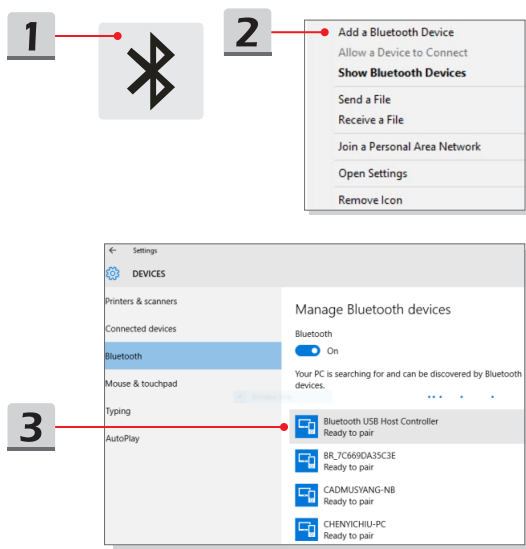 1
2
Add a Bluetooth Device
Allow a Device to Connect
Show Bluetooth Devices
Send a File
Receive a File
Join a Personal Area Network
Open Settings
Remove Icon
Settings
DEVICES
Printers & scanners
Connected devices
Bluetooth
Mouse & touchpad
Typing
AutoPlay
Manage Bluetooth devices
Bluetooth
On
Your PC is searching for and can be discovered by Bluetooth
devices.
3
Bluetooth USB Host Controller
Ready to pair
BR_7C669DA35C3E
Ready to pair
CADMUSYANG-NB
Ready to pair
CHENYICHIU-PC
Ready to pair